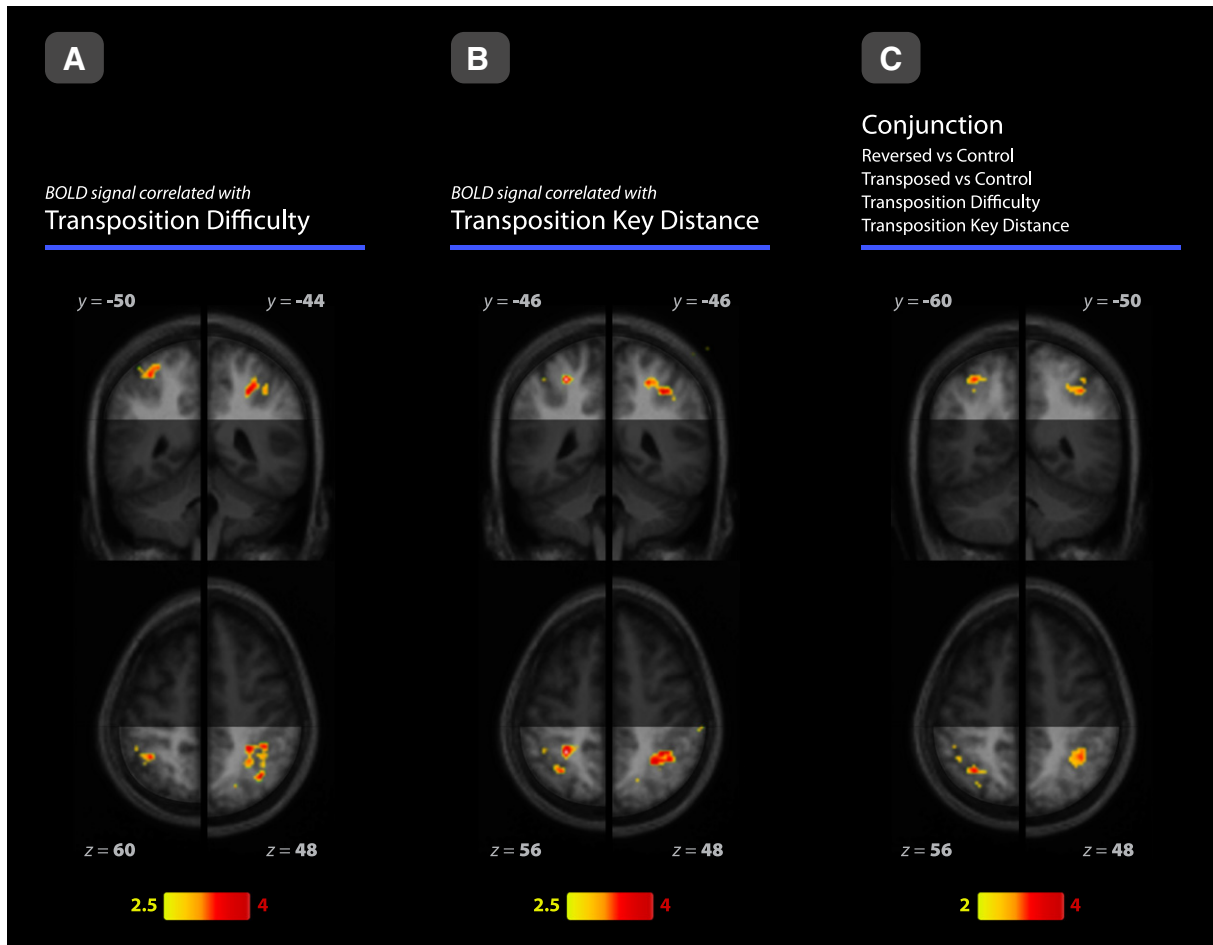 A
BOLD signal correlated with
Transposition Difficulty
y = -50
y = -44
z = 60
z = 48
2.5
4
B
BOLD signal correlated with
Transposition Key Distance
y = -46
y = -46
z = 56
z = 48
2.5
4
C
Conjunction
Reversed vs Control
Transposed vs Control
Transposition Difficulty
Transposition Key Distance
y = -60
y = -50
z = 56
z = 48
2
4